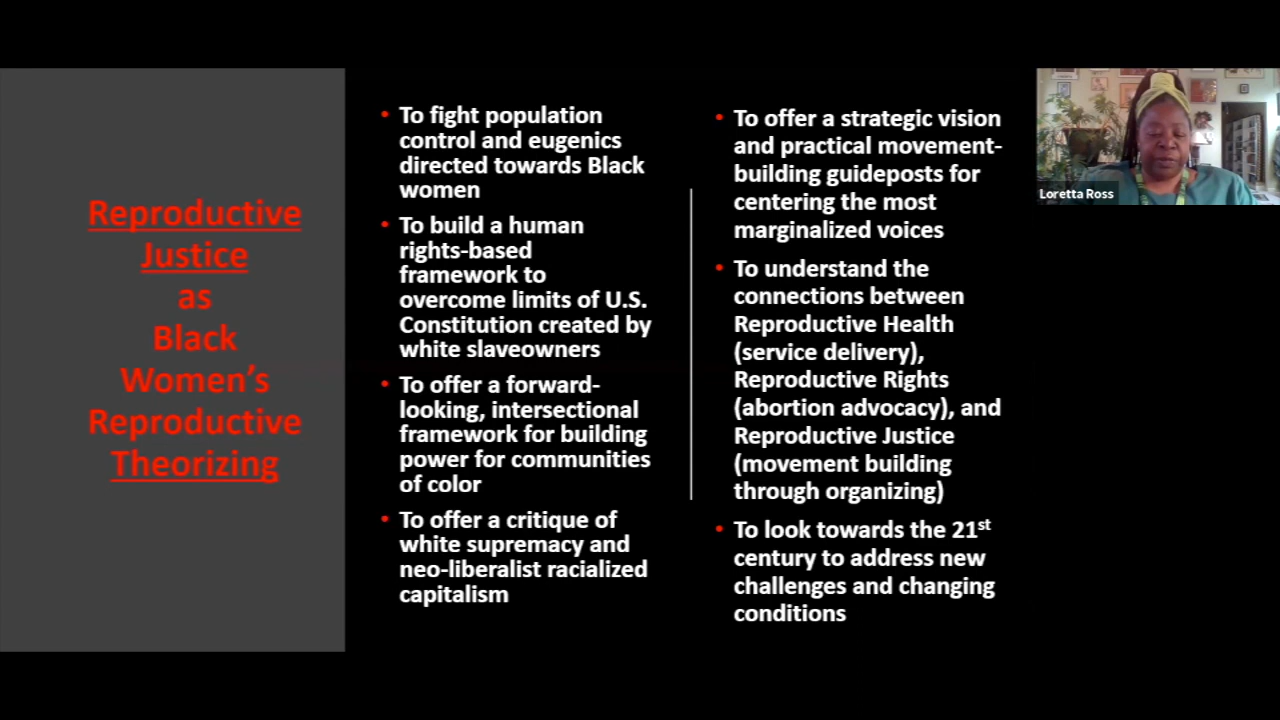 Reproductive
Justice
as
Black
Women's
Reproductive
Theorizing
• To fight population
control and eugenics
directed towards Black
women
• To build a human
rights-based
framework to
overcome limits of U.S.
Constitution created by
white slaveowners
• To offer a forward-
looking, intersectional
framework for building
power for communities
of color
• To offer a critique of
white supremacy and
neo-liberalist racialized
capitalism
• To offer a strategic vision
and practical movement-
building guideposts for
centering the most
marginalized voices
• To understand the
connections between
Reproductive Health
(service delivery),
Reproductive Rights
(abortion advocacy), and
Reproductive Justice
(movement building
through organizing)
• To look towards the 21st
century to address new
challenges and changing
conditions
Loretta Ross